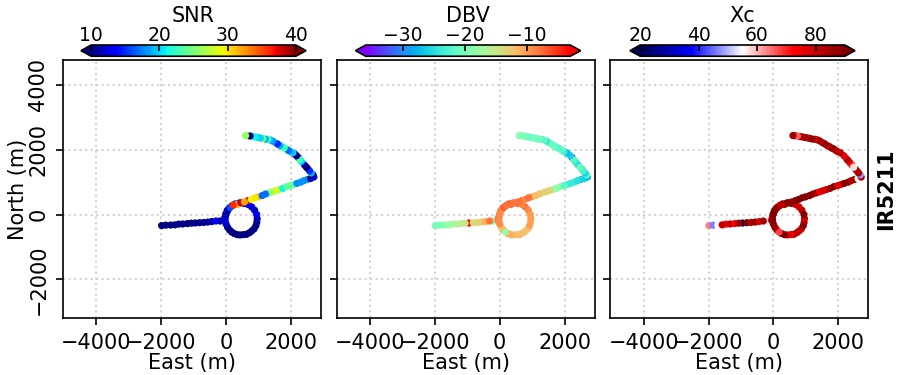 SNR DBV Xc
10 20 30 40 −30 −20 −10 20 40 60 80
4000
2000
0
−2000
North (m)
IR5211
−4000 −2000 0 2000 −4000 −2000 0 2000 −4000 −2000 0 2000
East (m) East (m) East (m)